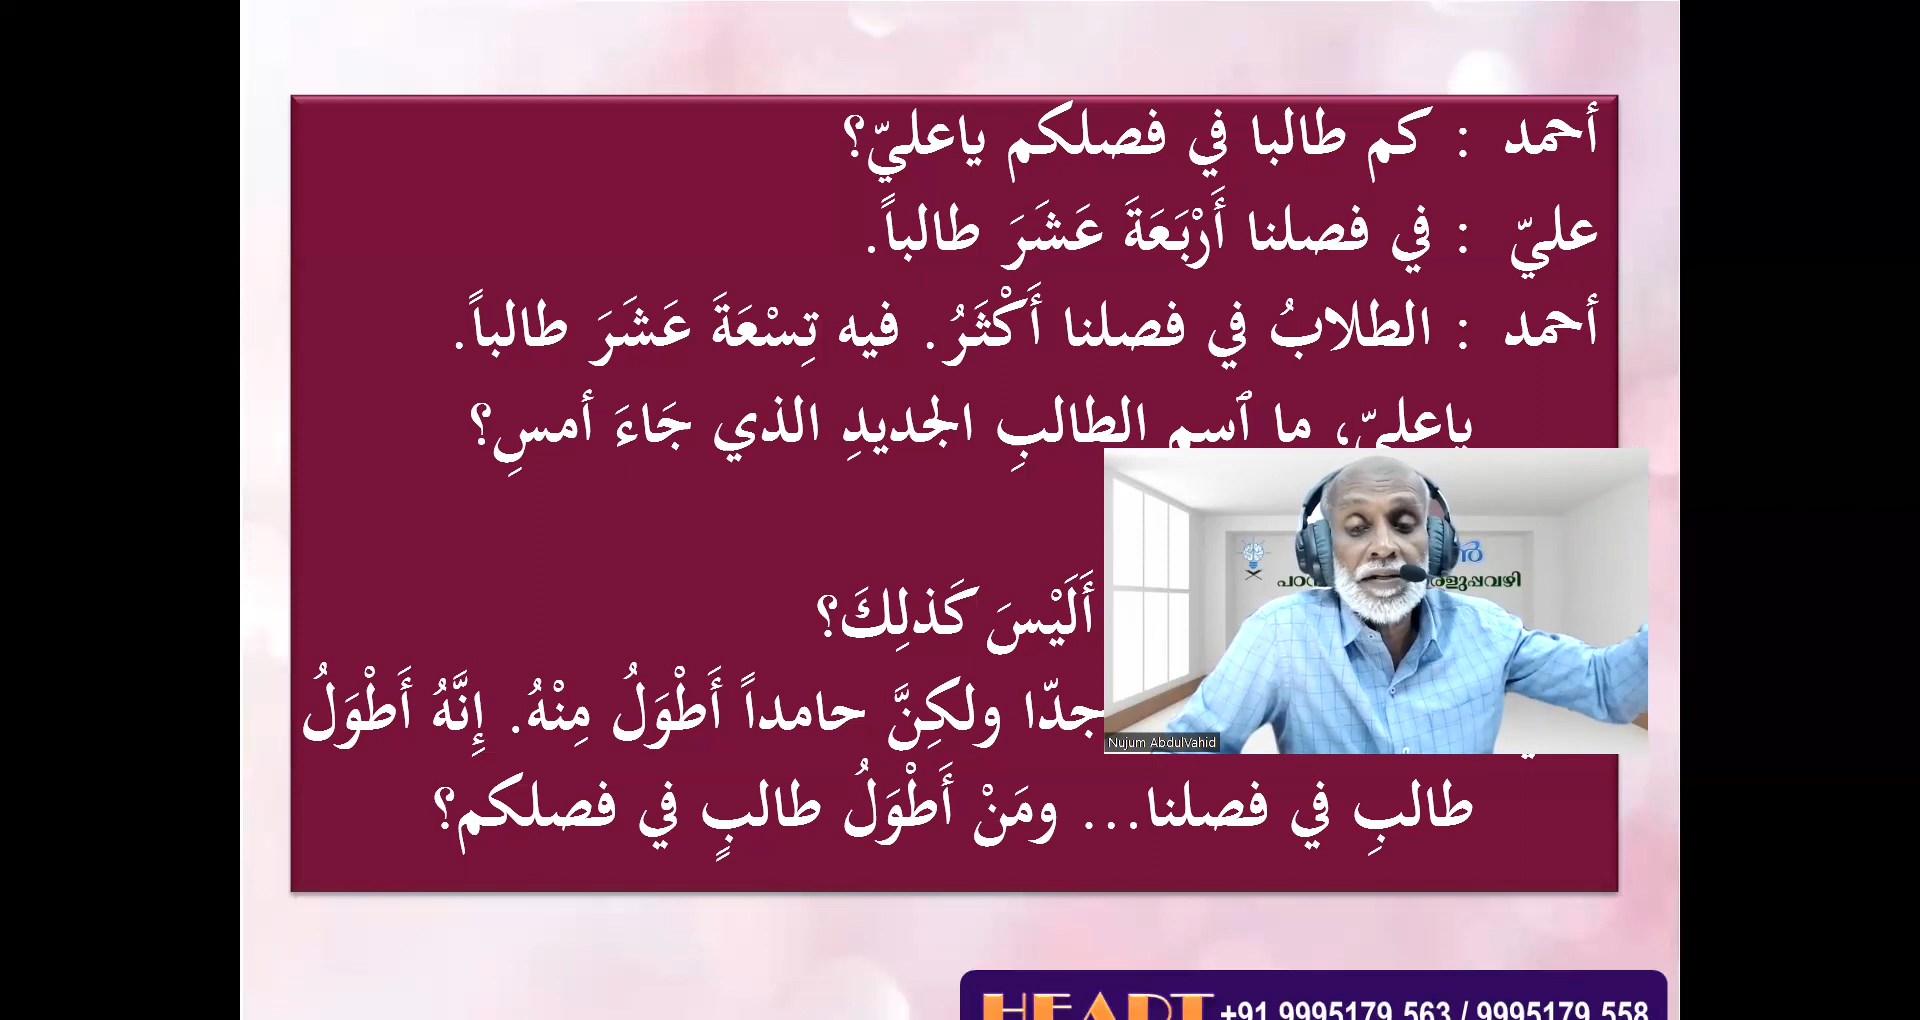 أحمد : كم طالبا في فصلكم ياعليّ؟
عليّ : في فصلنا أَرْبَعَةَ عَشَرَ طالباً.
أحمد : الطلابُ في فصلنا أَكْثَرُ. فيه تِسْعَةَ عَشَرَ طالباً.
ياعليّ، ما ٱسم الطالبِ الجديدِ الذي جَاءَ أمسِ؟
أَلَيْسَ كَذلِكَ؟
جدّا ولكِنَّ حامداً أَطْوَلُ مِنْهُ. إِنَّهُ أَطْوَلُ
طالبِ في فصلنا... ومَنْ أَطْوَلُ طالبٍ في فصلكم؟
Nujum AbdulVahid
HEART +91 9995179 563 / 9995179 558